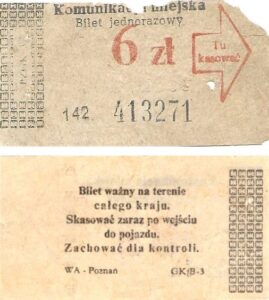 Komunikacja miejska
Bilet jednorazowy
6 zł
Tu
kasować
142 413271
Bilet ważny na terenie
całego kraju.
Skasować zaraz po wejściu
do pojazdu.
Zachować dla kontroli.
WA - Poznań GKjB-3